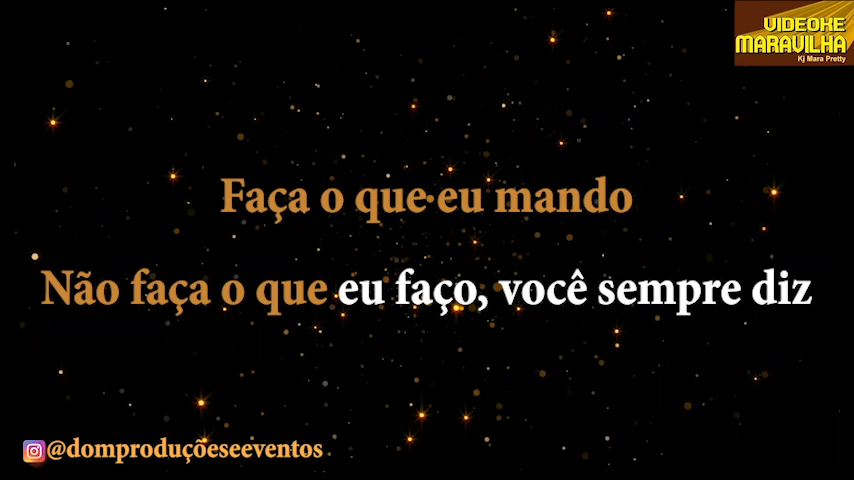 VIDEOKE
MARAVILHA
Kj Mara Pretty
Faça o que eu mando
Não faça o que eu faço, você sempre diz
@domproduçõeseeventos